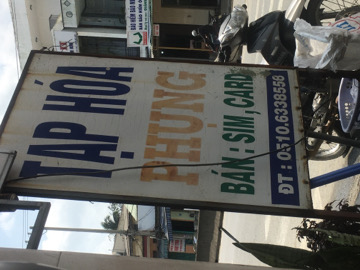 TẠP HÓA
PHỤNG
BÁN : SIM, CARD
ĐT : 0510.6338558